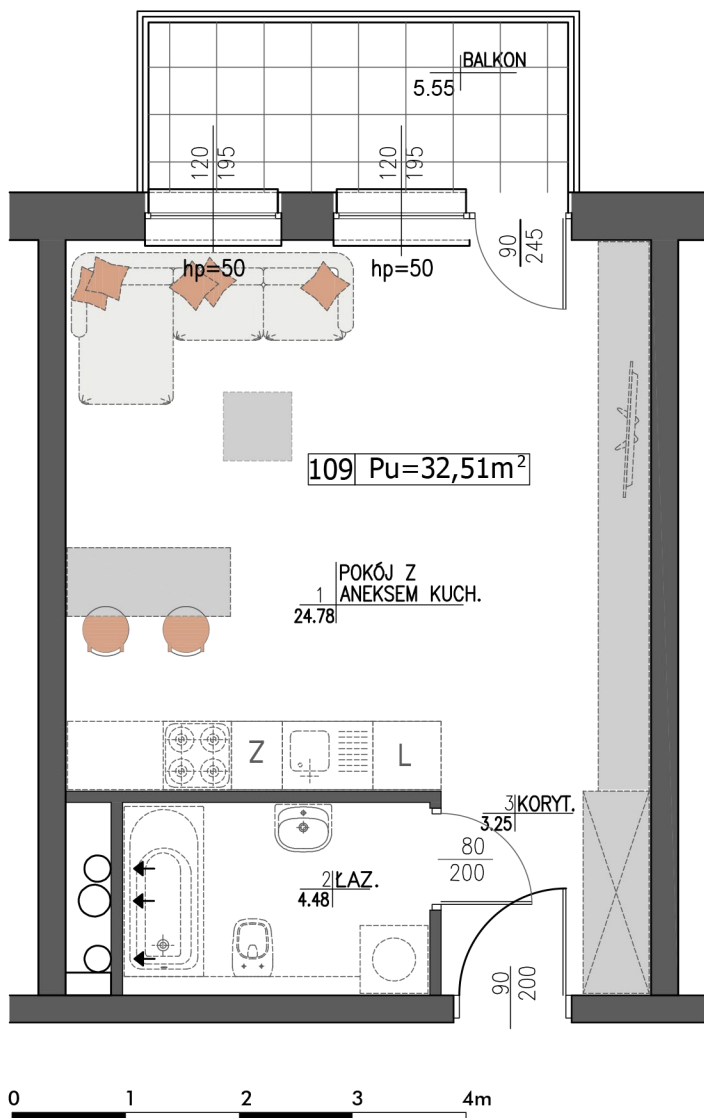 BALKON
5.55
120
195
120
195
90
245
hp=50
hp=50
109 Pu=32,51m²
1 POKÓJ Z
ANEKSEM KUCH.
24.78
Z
L
3 KORYT.
3.25
80
200
2 ŁAZ.
4.48
90
200
0 1 2 3 4m